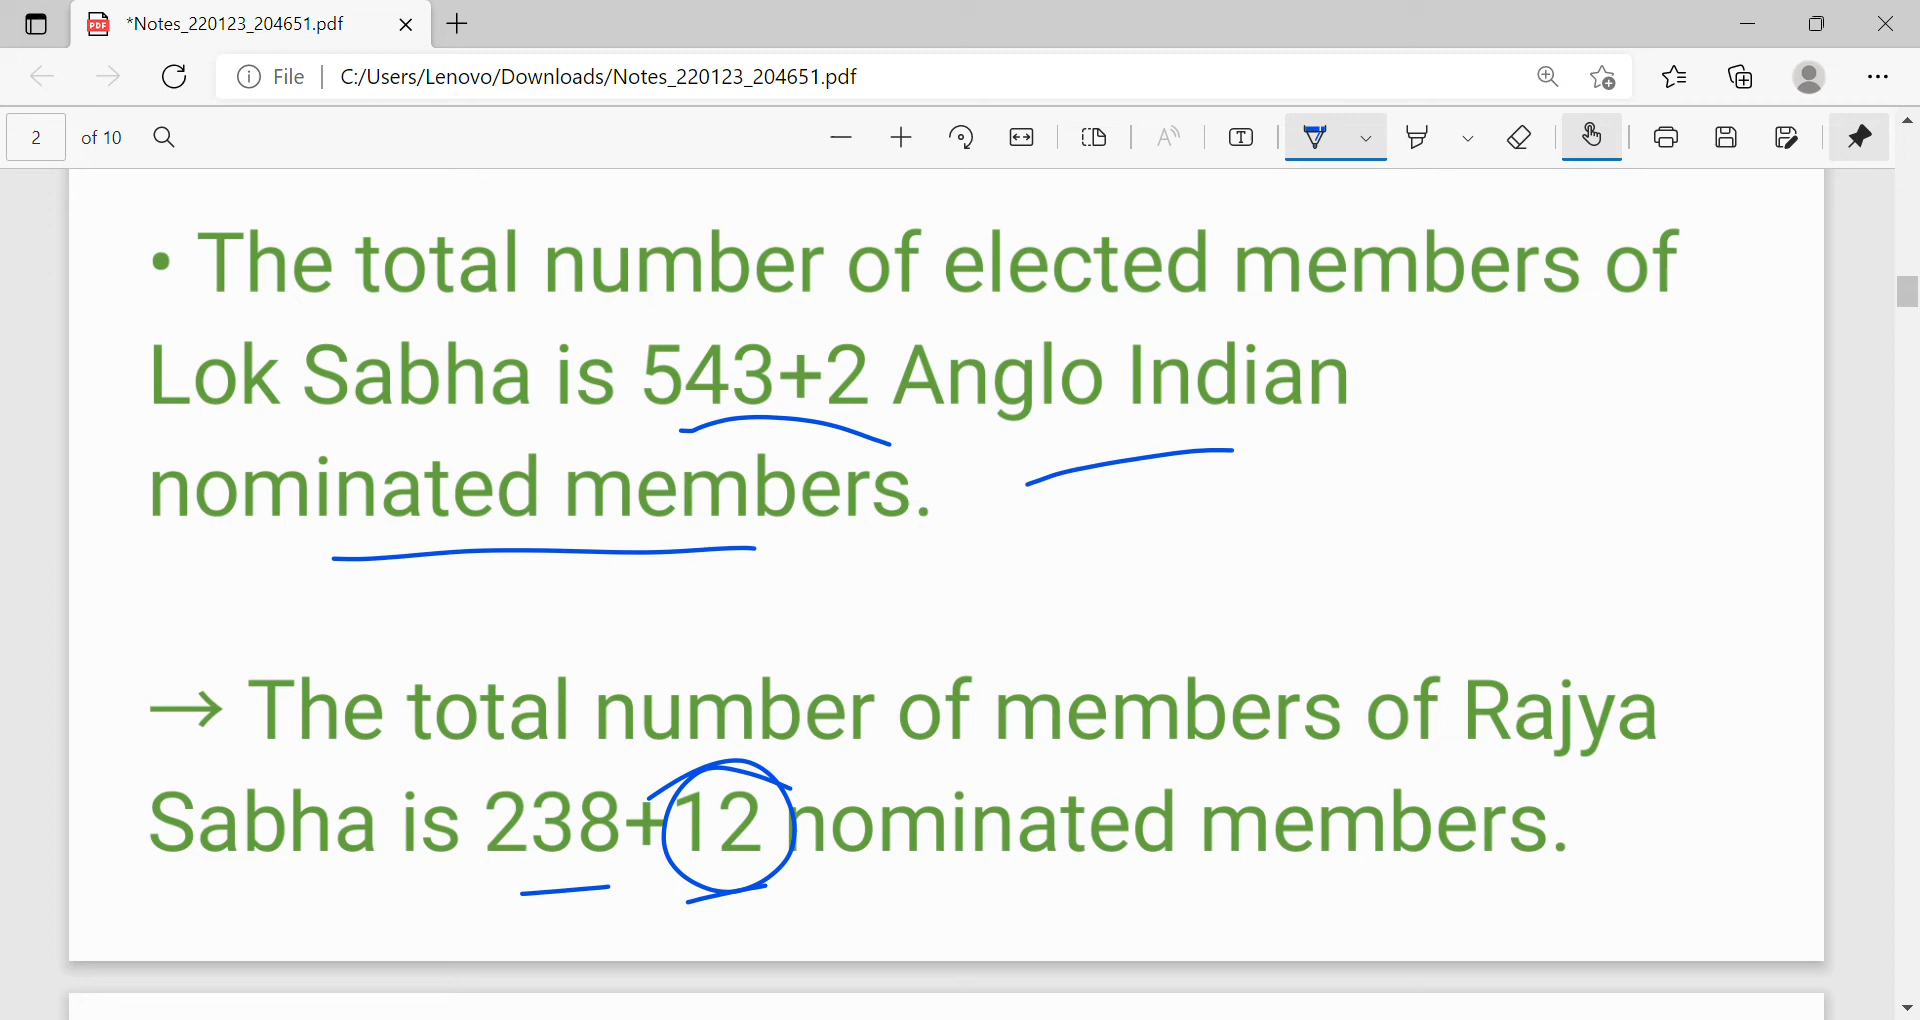 *Notes_220123_204651.pdf
File C:/Users/Lenovo/Downloads/Notes_220123_204651.pdf
2 of 10
• The total number of elected members of
Lok Sabha is 543+2 Anglo Indian
nominated members.
→ The total number of members of Rajya
Sabha is 238+12 nominated members.